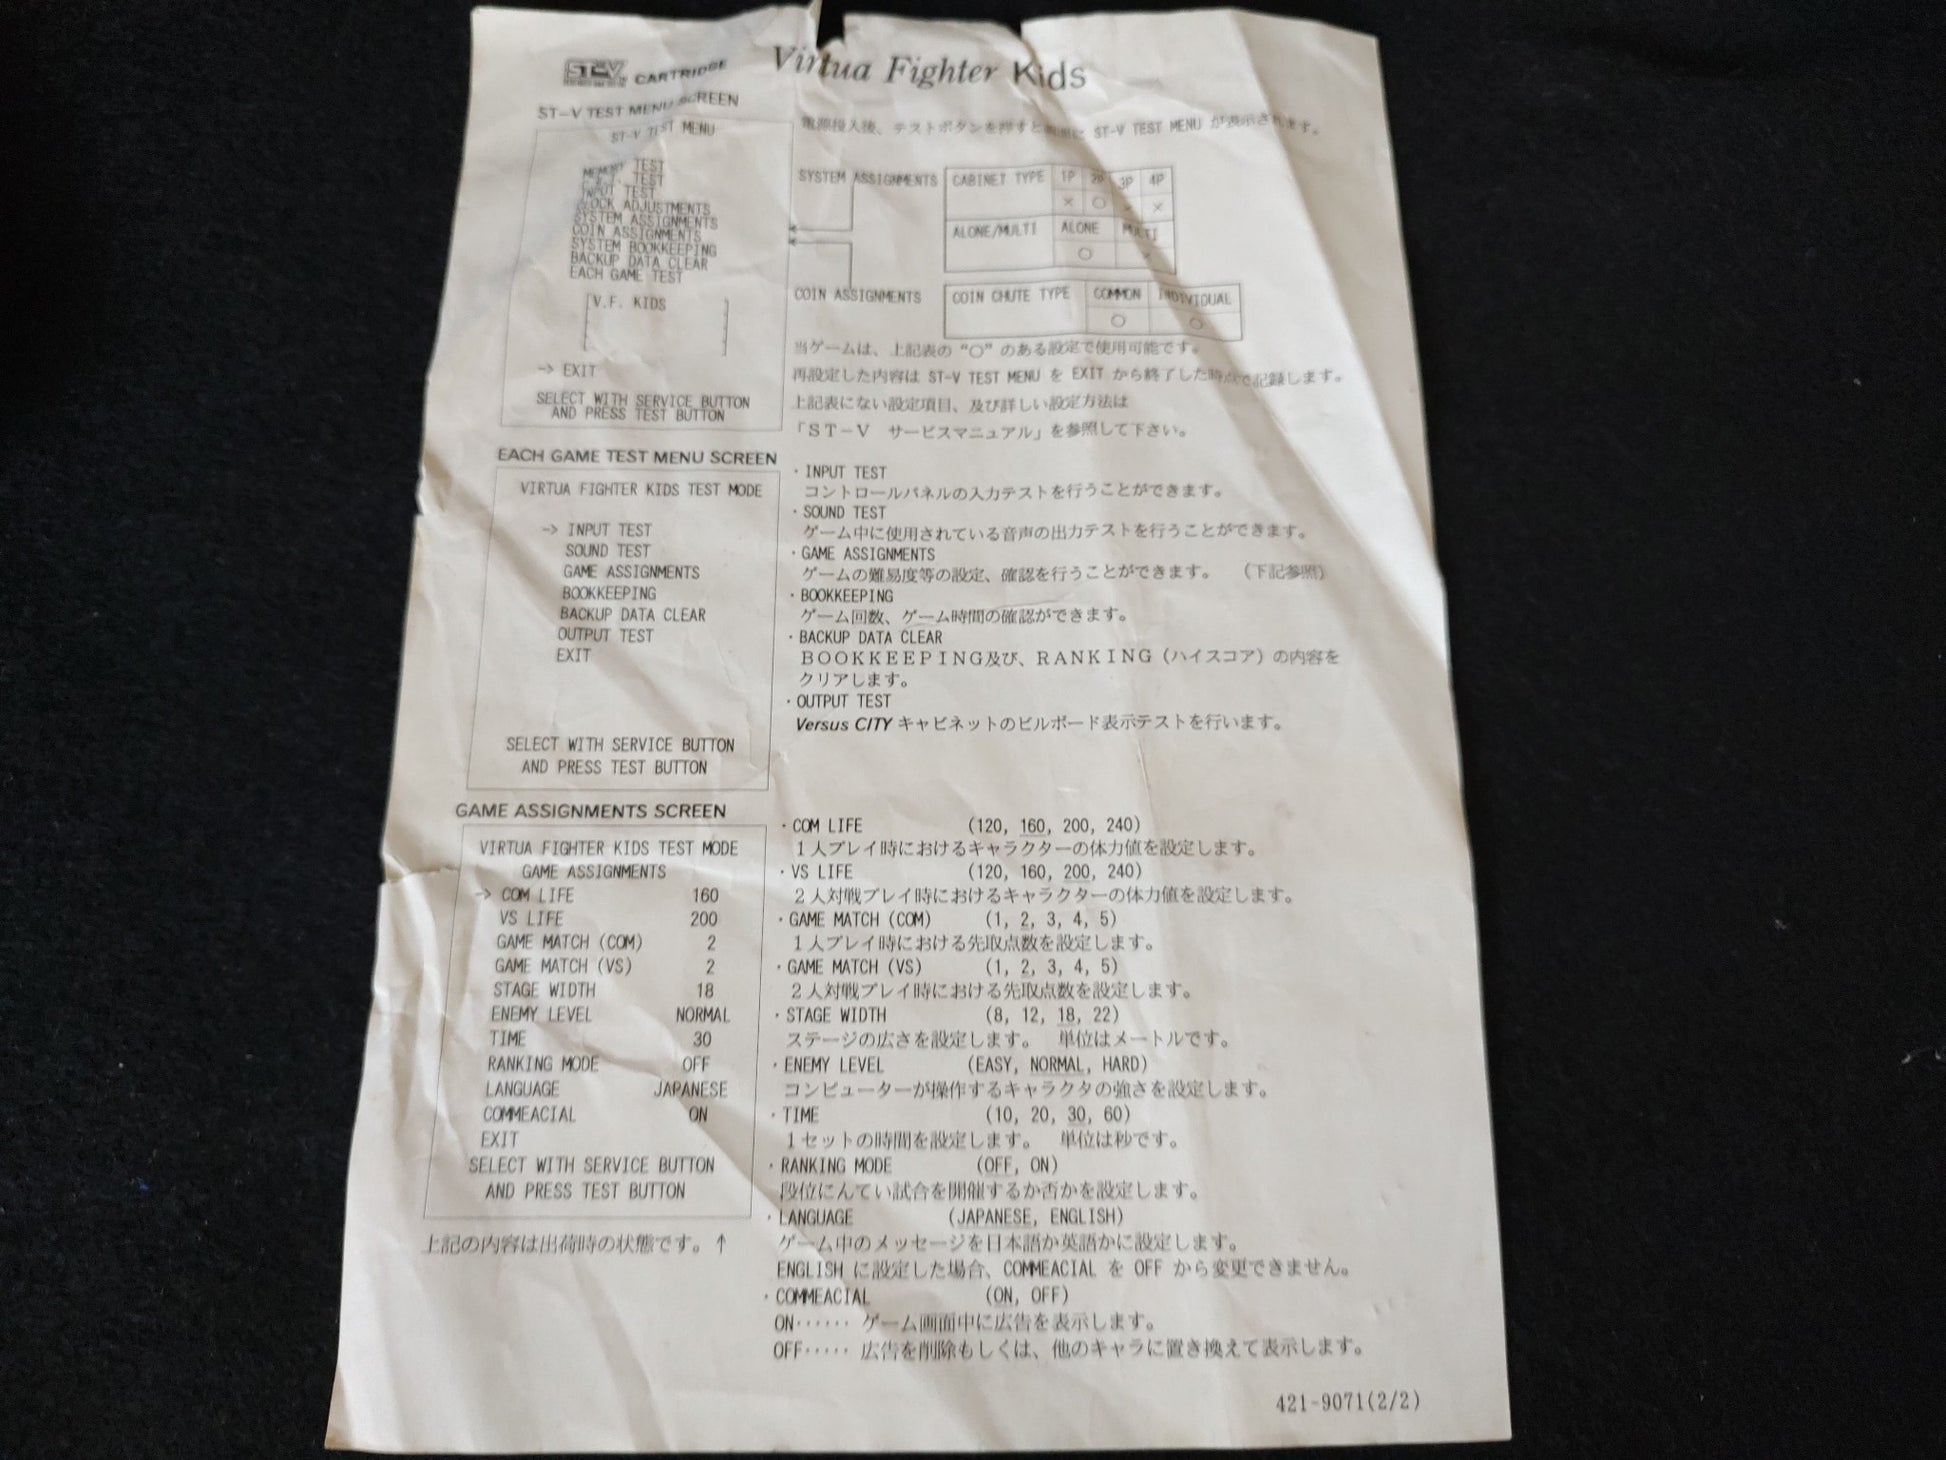 ST-V CARTRIDGE
Virtua Fighter Kids
ST-V TEST MENU SCREEN
ST-V TEST MENU
MEMORY TEST
TEST
INPUT TEST
CLOCK ADJUSTMENTS
SYSTEM ASSIGNMENTS
COIN ASSIGNMENTS
SYSTEM BOOKKEEPING
BACKUP DATA CLEAR
EACH GAME TEST
V.F. KIDS
-> EXIT
SELECT WITH SERVICE BUTTON
AND PRESS TEST BUTTON
電源投入後、テストボタンを押すと画面に ST-V TEST MENU が表示されます。
SYSTEM ASSIGNMENTS
CABINET TYPE 1P 2P 3P 4P
× ○ × ×
ALONE/MULTI ALONE MULTI
○
COIN ASSIGNMENTS
COIN CHUTE TYPE COMMON INDIVIDUAL
○ ○
当ゲームは、上記表の“○”のある設定で使用可能です。
再設定した内容は ST-V TEST MENU を EXIT から終了した時点で記録します。
上記表にない設定項目、及び詳しい設定方法は
「ST-V サービスマニュアル」を参照して下さい。
EACH GAME TEST MENU SCREEN
VIRTUA FIGHTER KIDS TEST MODE
-> INPUT TEST
SOUND TEST
GAME ASSIGNMENTS
BOOKKEEPING
BACKUP DATA CLEAR
OUTPUT TEST
EXIT
SELECT WITH SERVICE BUTTON
AND PRESS TEST BUTTON
・INPUT TEST
コントロールパネルの入力テストを行うことができます。
・SOUND TEST
ゲーム中に使用されている音声の出力テストを行うことができます。
・GAME ASSIGNMENTS
ゲームの難易度等の設定、確認を行うことができます。 (下記参照)
・BOOKKEEPING
ゲーム回数、ゲーム時間の確認ができます。
・BACKUP DATA CLEAR
BOOKKEEPING及び、RANKING(ハイスコア)の内容を
クリアします。
・OUTPUT TEST
Versus CITY キャビネットのビルボード表示テストを行います。
GAME ASSIGNMENTS SCREEN
VIRTUA FIGHTER KIDS TEST MODE
GAME ASSIGNMENTS
-> COM LIFE 160
VS LIFE 200
GAME MATCH (COM) 2
GAME MATCH (VS) 2
STAGE WIDTH 18
ENEMY LEVEL NORMAL
TIME 30
RANKING MODE OFF
LANGUAGE JAPANESE
COMMEACIAL ON
EXIT
SELECT WITH SERVICE BUTTON
AND PRESS TEST BUTTON
上記の内容は出荷時の状態です。↑
・COM LIFE (120, 160, 200, 240)
1人プレイ時におけるキャラクターの体力値を設定します。
・VS LIFE (120, 160, 200, 240)
2人対戦プレイ時におけるキャラクターの体力値を設定します。
・GAME MATCH (COM) (1, 2, 3, 4, 5)
1人プレイ時における先取点数を設定します。
・GAME MATCH (VS) (1, 2, 3, 4, 5)
2人対戦プレイ時における先取点数を設定します。
・STAGE WIDTH (8, 12, 18, 22)
ステージの広さを設定します。 単位はメートルです。
・ENEMY LEVEL (EASY, NORMAL, HARD)
コンピューターが操作するキャラクタの強さを設定します。
・TIME (10, 20, 30, 60)
1セットの時間を設定します。 単位は秒です。
・RANKING MODE (OFF, ON)
段位にんてい試合を開催するか否かを設定します。
・LANGUAGE (JAPANESE, ENGLISH)
ゲーム中のメッセージを日本語か英語かに設定します。
ENGLISH に設定した場合、COMMEACIAL を OFF から変更できません。
・COMMEACIAL (ON, OFF)
ON・・・・・・ ゲーム画面中に広告を表示します。
OFF・・・・・ 広告を削除もしくは、他のキャラに置き換えて表示します。
421-9071(2/2)